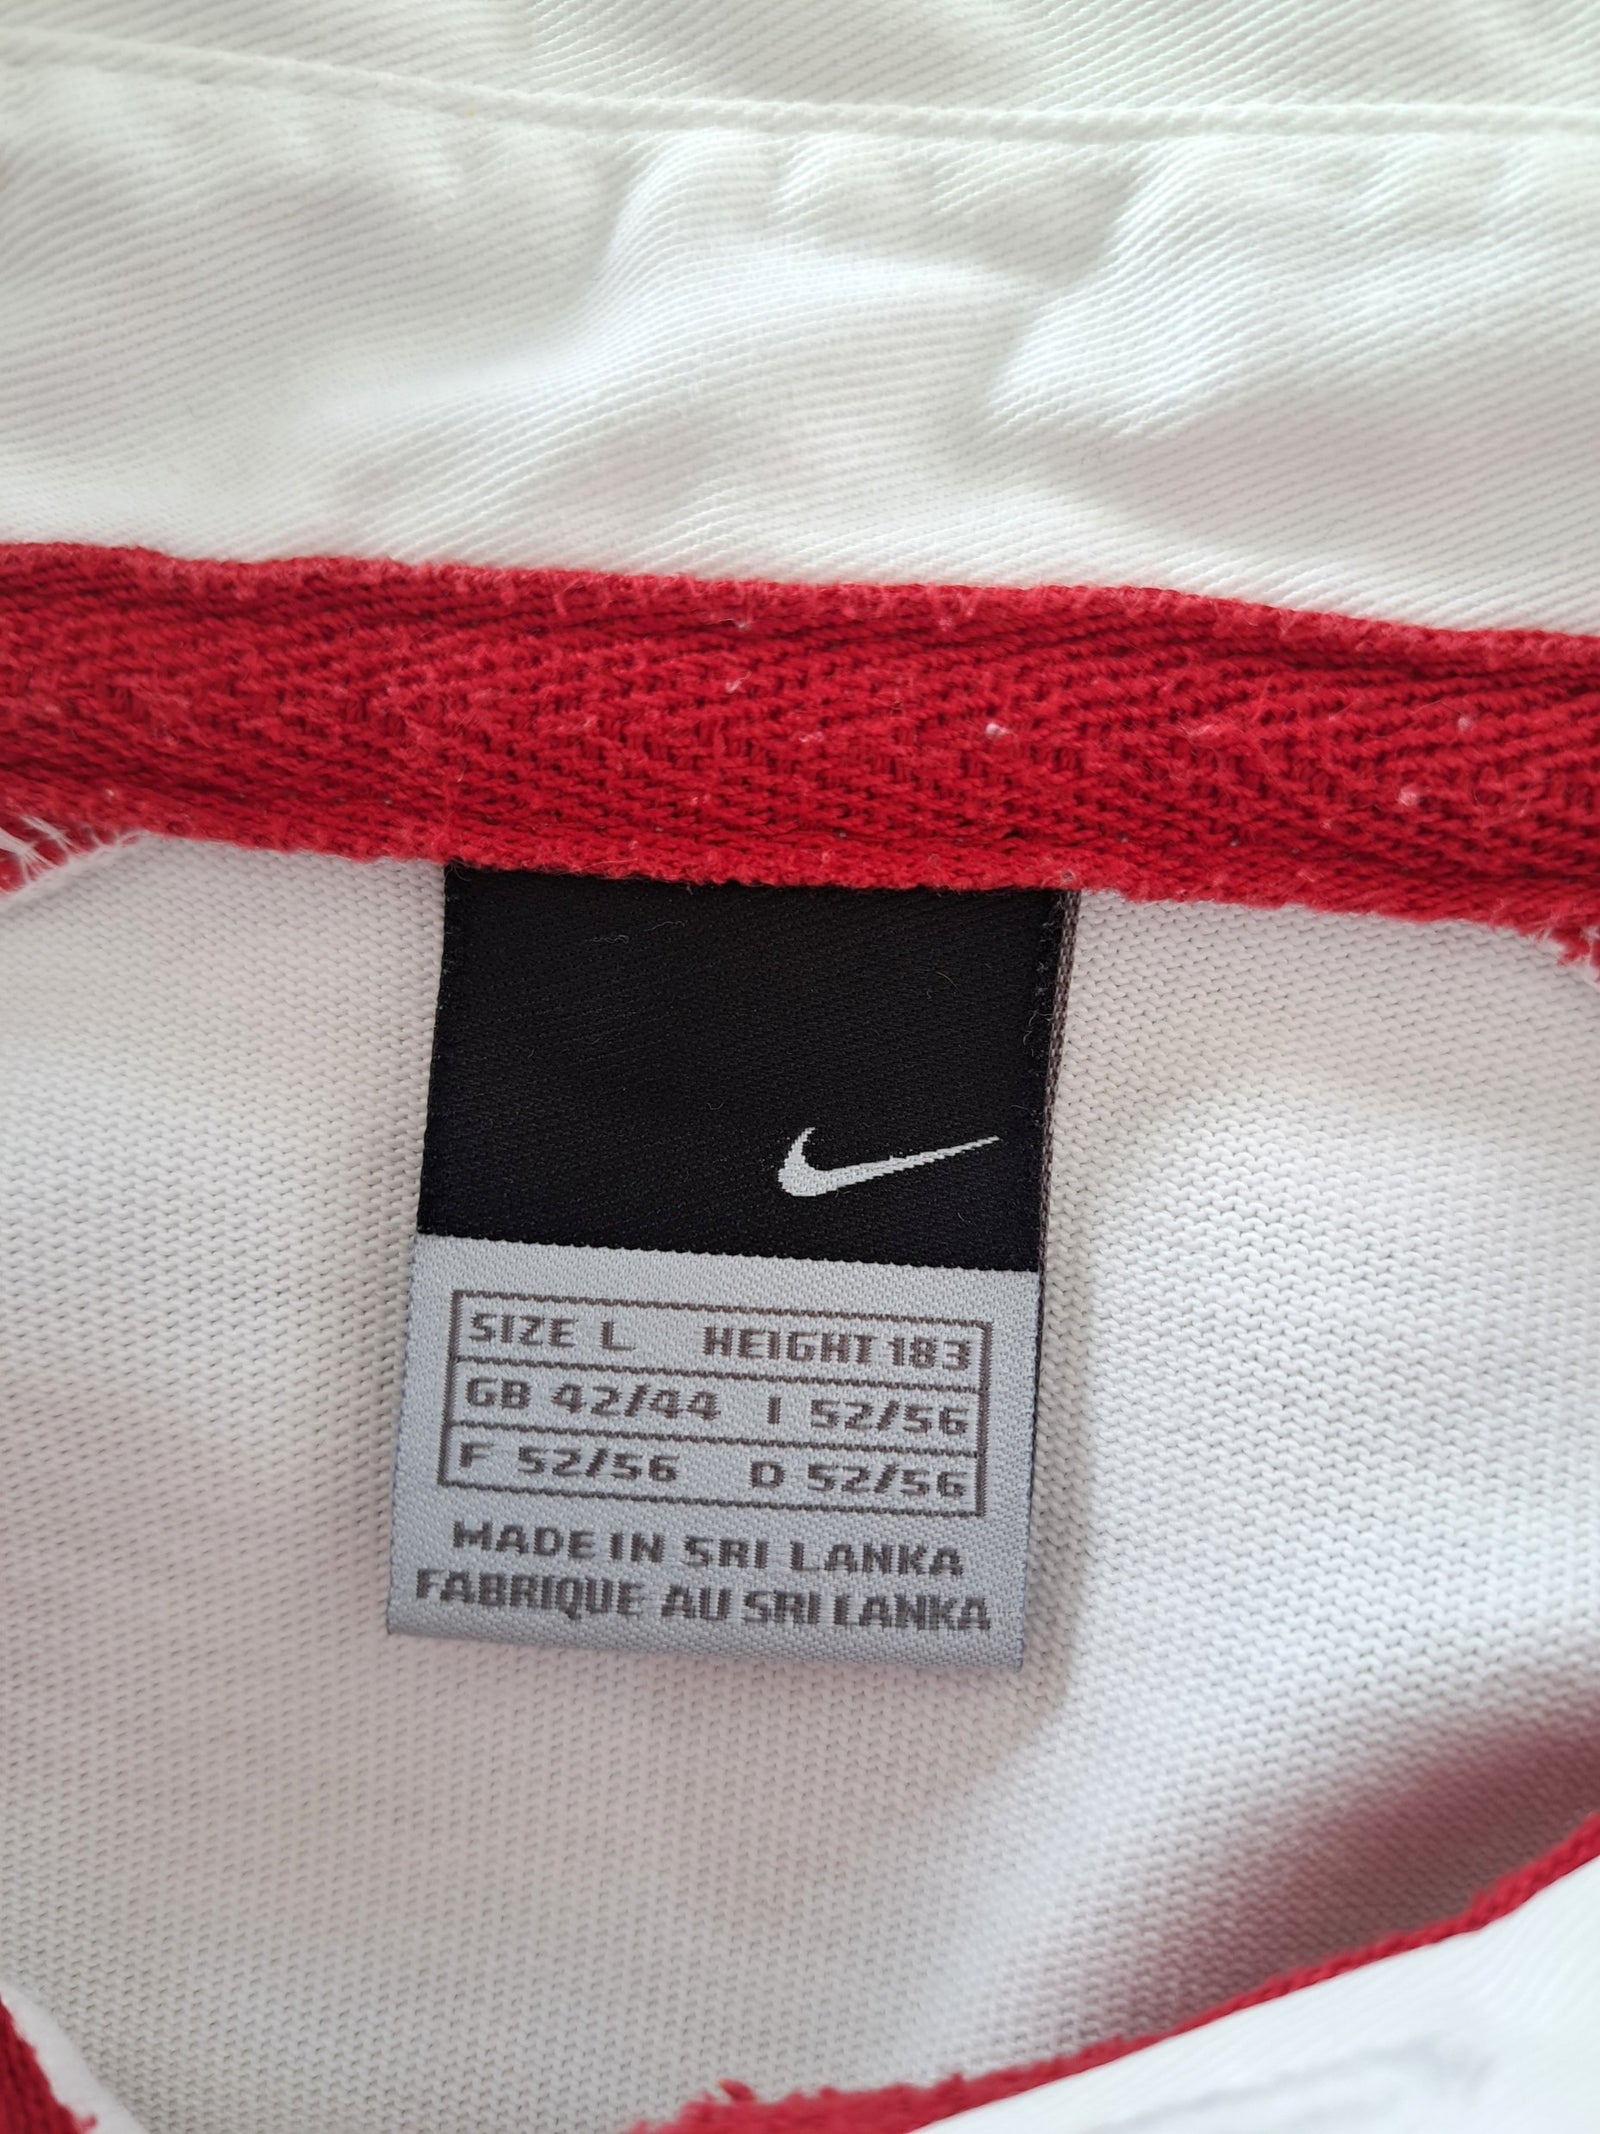 SIZE L HEIGHT 183
GB 42/44 I 52/56
F 52/56 D 52/56
MADE IN SRI LANKA
FABRIQUE AU SRI LANKA